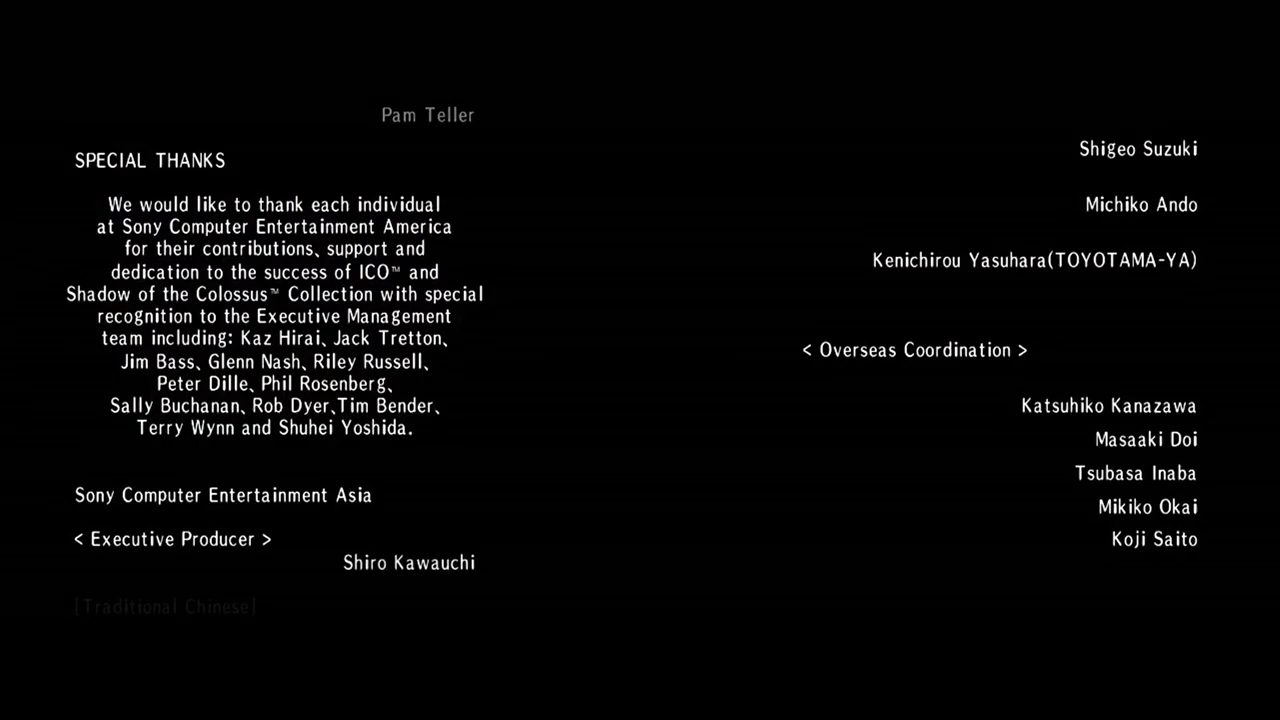 Pam Teller
SPECIAL THANKS
We would like to thank each individual
at Sony Computer Entertainment America
for their contributions、support and
dedication to the success of ICO™ and
Shadow of the Colossus™ Collection with special
recognition to the Executive Management
team including: Kaz Hirai、Jack Tretton、
Jim Bass、Glenn Nash、Riley Russell、
Peter Dille、Phil Rosenberg、
Sally Buchanan、Rob Dyer、Tim Bender、
Terry Wynn and Shuhei Yoshida.
Sony Computer Entertainment Asia
< Executive Producer >
Shiro Kawauchi
[Traditional Chinese]
Shigeo Suzuki
Michiko Ando
Kenichirou Yasuhara(TOYOTAMA-YA)
< Overseas Coordination >
Katsuhiko Kanazawa
Masaaki Doi
Tsubasa Inaba
Mikiko Okai
Koji Saito